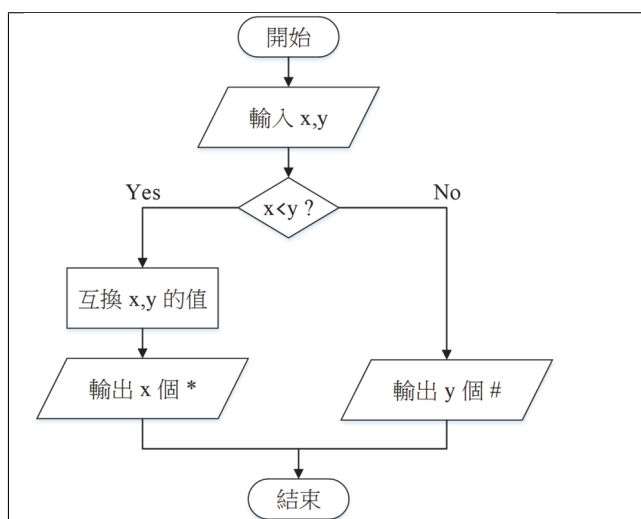 開始
輸入 x,y
x<y ?
Yes
No
互換 x,y 的值
輸出 x 個 *
輸出 y 個 #
結束